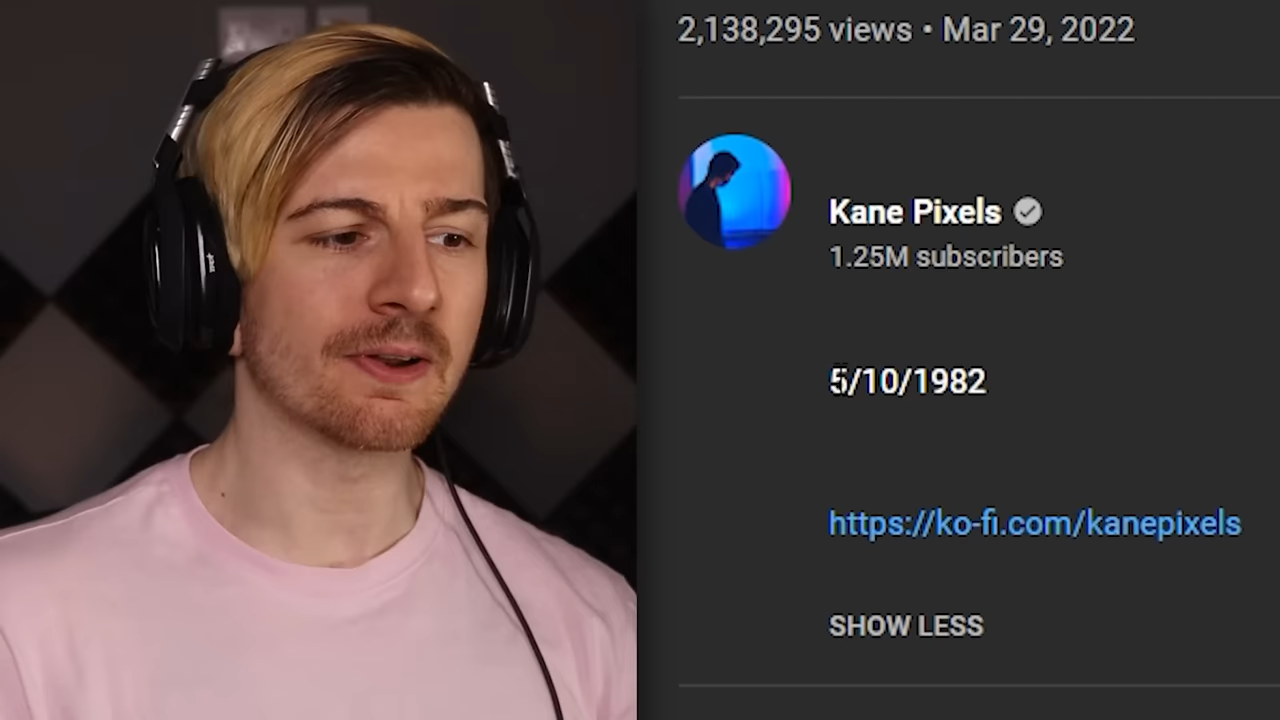 2,138,295 views • Mar 29, 2022
Kane Pixels
1.25M subscribers
5/10/1982
https://ko-fi.com/kanepixels
SHOW LESS